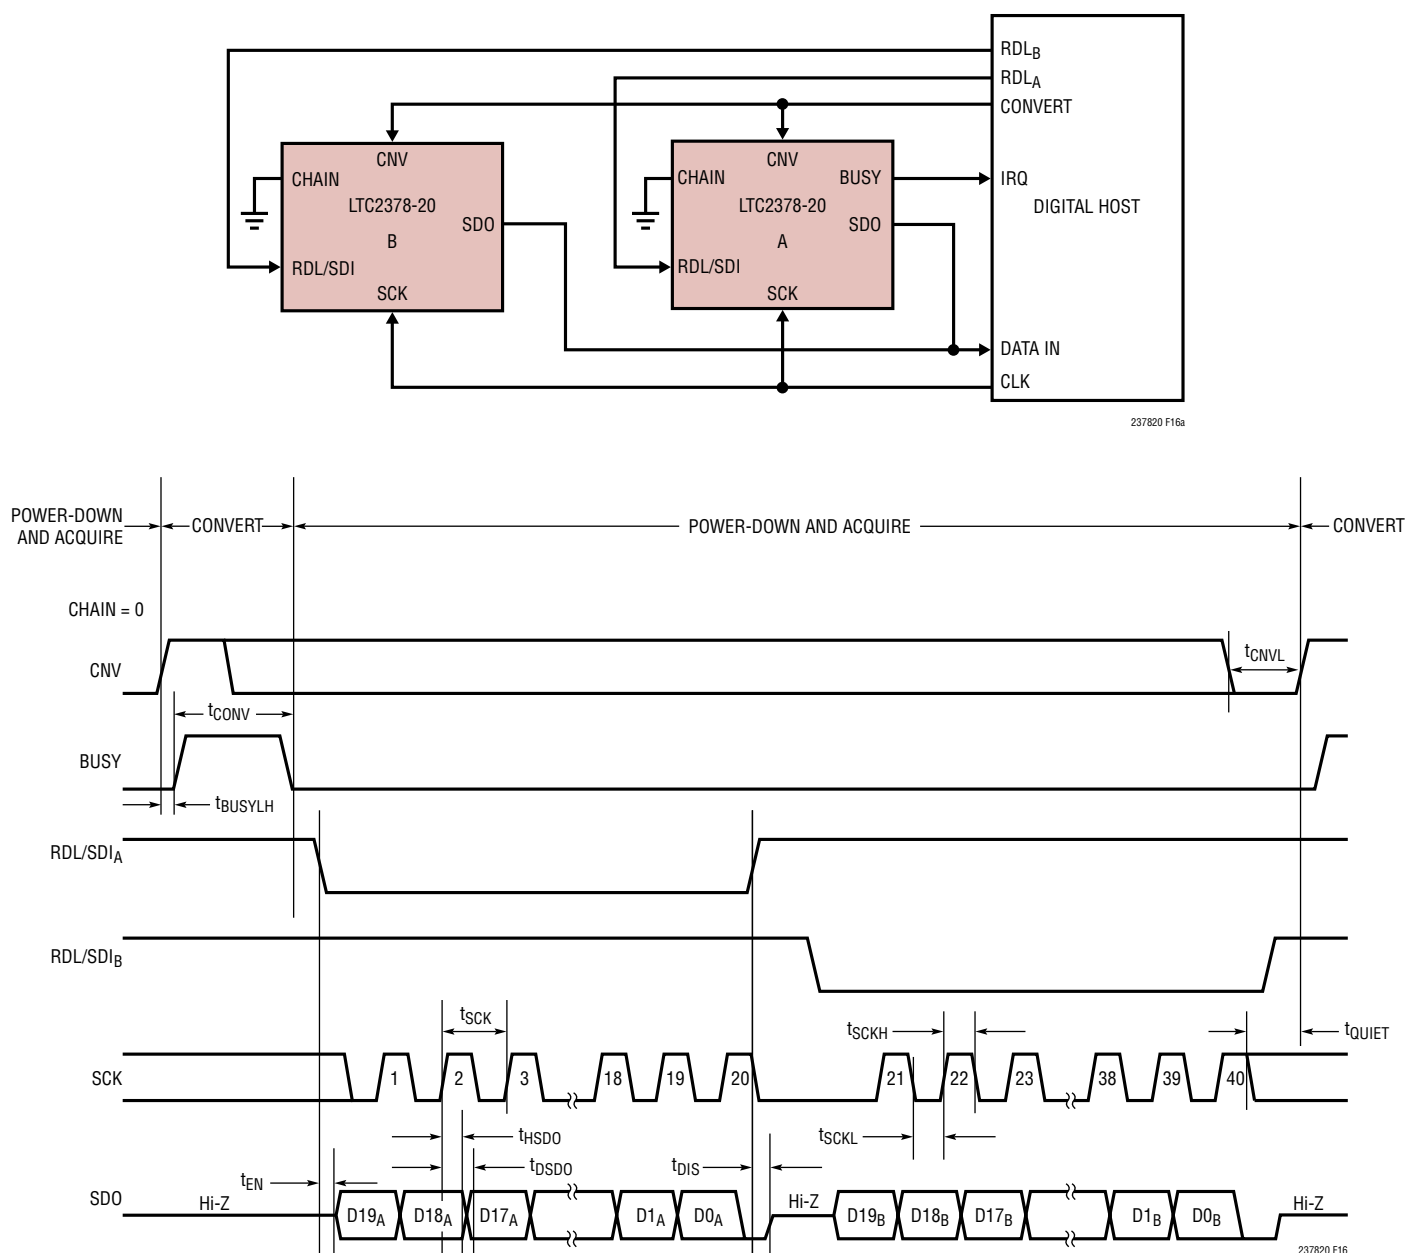 RDLB
RDLA
CONVERT
CNV
CNV
CHAIN
CHAIN
BUSY
IRQ
LTC2378-20
LTC2378-20
DIGITAL HOST
SDO
SDO
B
A
RDL/SDI
RDL/SDI
SCK
SCK
DATA IN
CLK
237820 F16a
POWER-DOWN
AND ACQUIRE
CONVERT
POWER-DOWN AND ACQUIRE
CONVERT
CHAIN = 0
CNV
tCNVL
tCONV
BUSY
tBUSYLH
RDL/SDIA
RDL/SDIB
tSCK
tSCKH
tQUIET
SCK
1 2 3 18 19 20 21 22 23 38 39 40
tHSDO
tSCKL
tDSDO
tDIS
tEN
SDO
Hi-Z
D19A D18A D17A D1A D0A
Hi-Z
D19B D18B D17B D1B D0B
Hi-Z
237820 F16